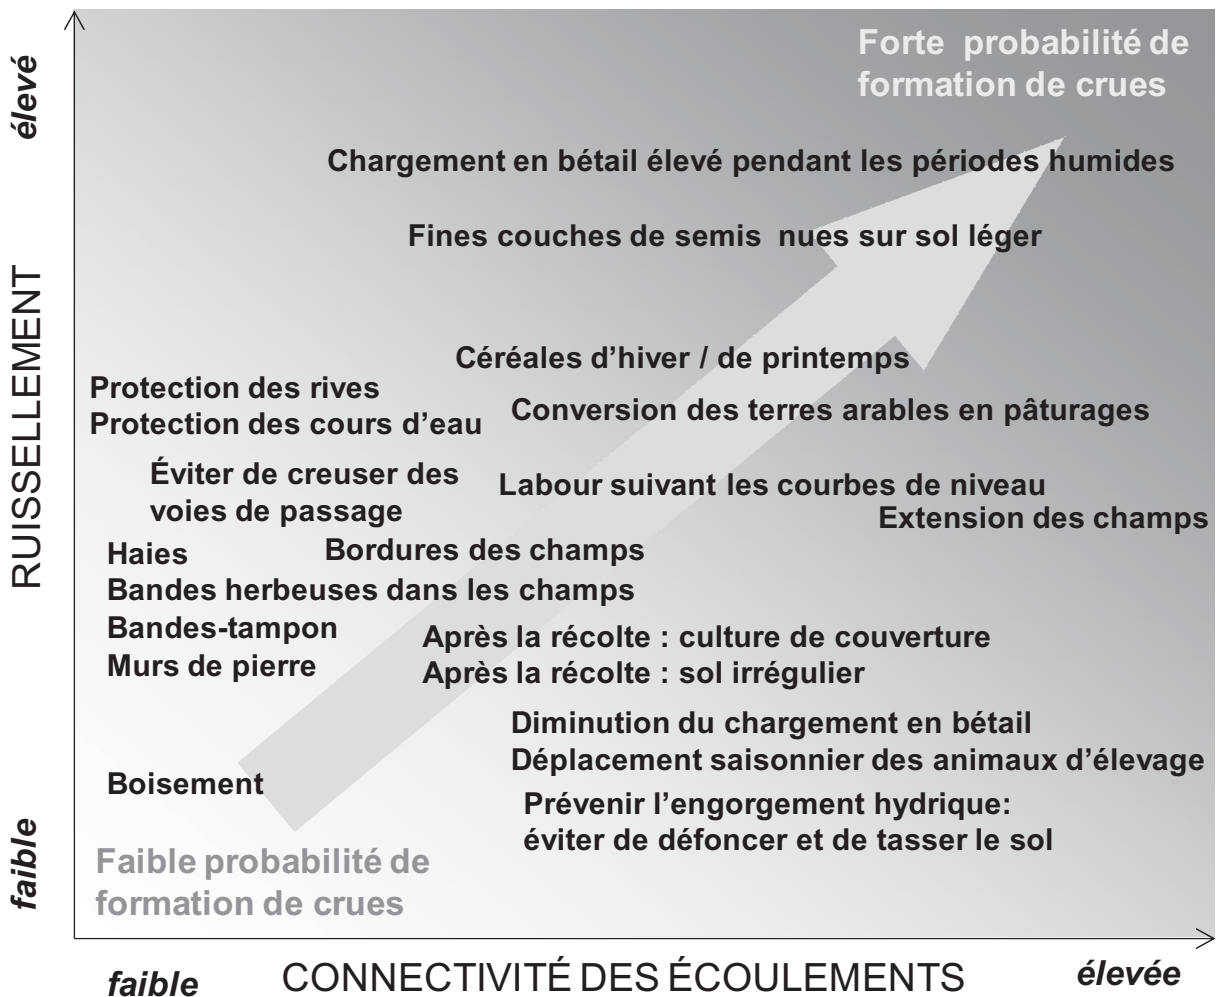 élevé
Forte probabilité de
formation de crues
Chargement en bétail élevé pendant les périodes humides
Fines couches de semis nues sur sol léger
RUISSELLEMENT
Céréales d’hiver / de printemps
Protection des rives
Protection des cours d’eau
Conversion des terres arables en pâturages
Éviter de creuser des
voies de passage
Labour suivant les courbes de niveau
Extension des champs
Haies
Bordures des champs
Bandes herbeuses dans les champs
Bandes-tampon
Murs de pierre
Après la récolte : culture de couverture
Après la récolte : sol irrégulier
Diminution du chargement en bétail
Déplacement saisonnier des animaux d’élevage
Boisement
Prévenir l’engorgement hydrique:
éviter de défoncer et de tasser le sol
faible
Faible probabilité de
formation de crues
faible
CONNECTIVITÉ DES ÉCOULEMENTS
élevée